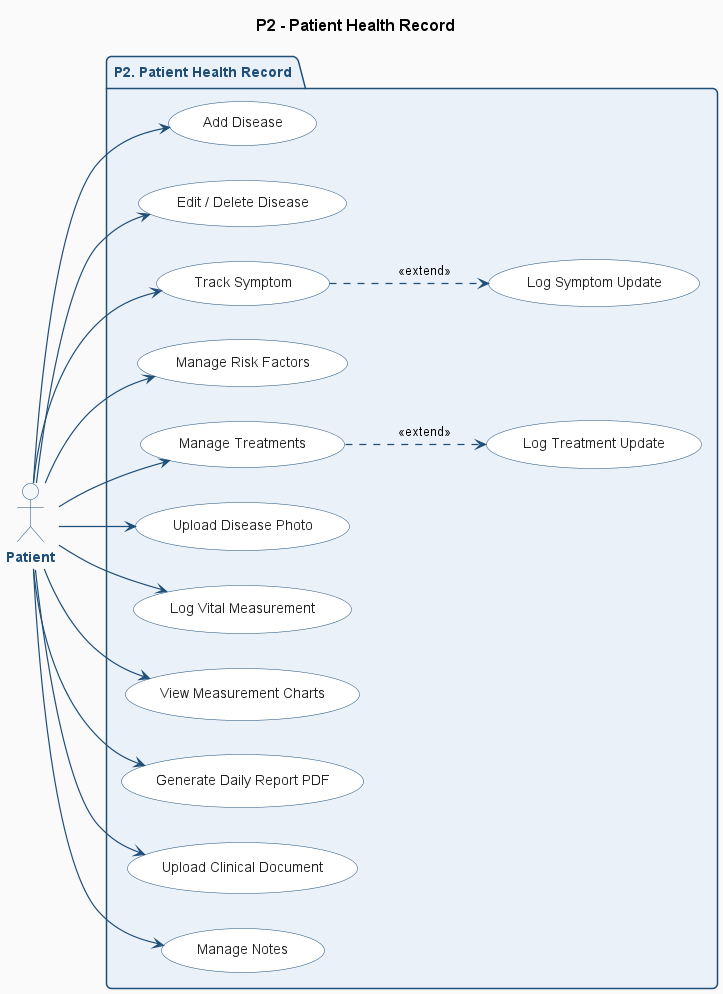 P2 - Patient Health Record
P2. Patient Health Record
Add Disease
Edit / Delete Disease
Track Symptom
«extend»
Log Symptom Update
Manage Risk Factors
Manage Treatments
«extend»
Log Treatment Update
Upload Disease Photo
Patient
Log Vital Measurement
View Measurement Charts
Generate Daily Report PDF
Upload Clinical Document
Manage Notes